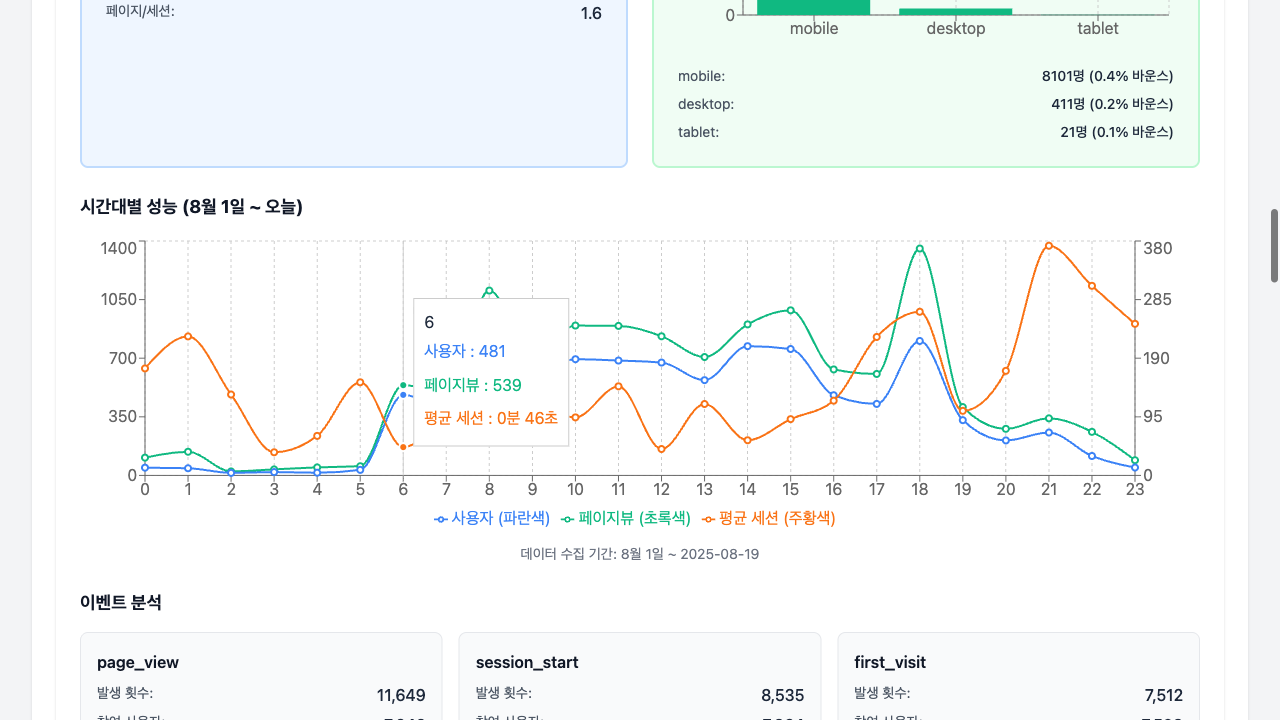 페이지/세션: 1.6
0
mobile desktop tablet
mobile: 8101명 (0.4% 바운스)
desktop: 411명 (0.2% 바운스)
tablet: 21명 (0.1% 바운스)
시간대별 성능 (8월 1일 ~ 오늘)
1400 380
1050 285
700 190
350 95
0 0
6
사용자 : 481
페이지뷰 : 539
평균 세션 : 0분 46초
0 1 2 3 4 5 6 7 8 9 10 11 12 13 14 15 16 17 18 19 20 21 22 23
사용자 (파란색) 페이지뷰 (초록색) 평균 세션 (주황색)
데이터 수집 기간: 8월 1일 ~ 2025-08-19
이벤트 분석
page_view session_start first_visit
발생 횟수: 11,649 발생 횟수: 8,535 발생 횟수: 7,512